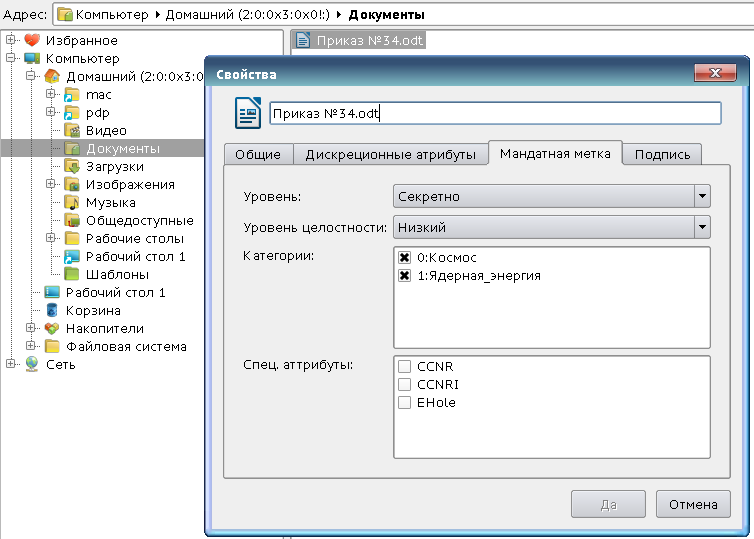 Адрес: Компьютер Домашний (2:0:0x3:0x0!:) Документы
Избранное
Компьютер
Домашний (2:0:0x3:0
mac
pdp
Видео
Документы
Загрузки
Изображения
Музыка
Общедоступные
Рабочие столы
Рабочий стол 1
Шаблоны
Рабочий стол 1
Корзина
Накопители
Файловая система
Сеть
Приказ №34.odt
Свойства
Приказ №34.odt
Общие Дискреционные атрибуты Мандатная метка Подпись
Уровень: Секретно
Уровень целостности: Низкий
Категории: 0:Космос
1:Ядерная_энергия
Спец. аттрибуты: CCNR
CCNRI
EHole
Да Отмена